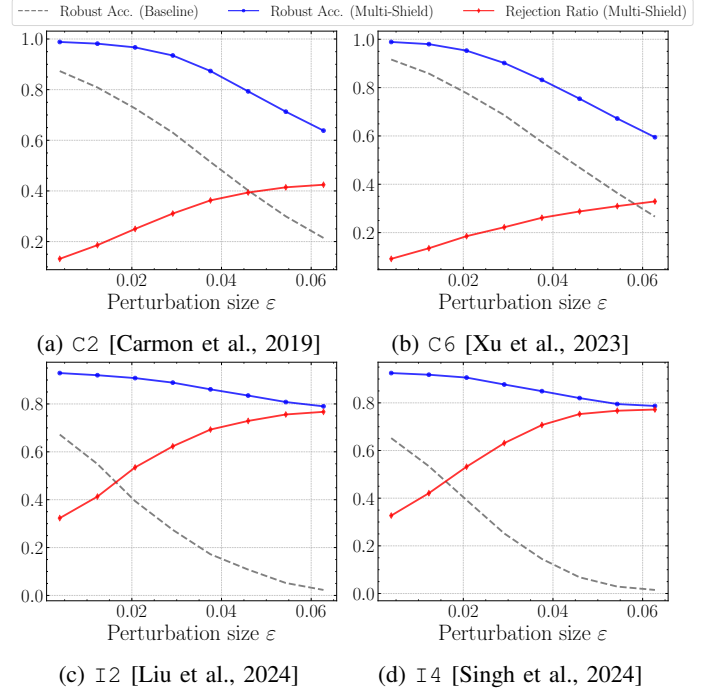 Robust Acc. (Baseline) Robust Acc. (Multi-Shield) Rejection Ratio (Multi-Shield)
1.0
0.8
0.6
0.4
0.2
0.02 0.04 0.06
Perturbation size ε
(a) C2 [Carmon et al., 2019]
1.0
0.8
0.6
0.4
0.2
0.02 0.04 0.06
Perturbation size ε
(b) C6 [Xu et al., 2023]
0.8
0.6
0.4
0.2
0.0
0.02 0.04 0.06
Perturbation size ε
(c) I2 [Liu et al., 2024]
0.8
0.6
0.4
0.2
0.0
0.02 0.04 0.06
Perturbation size ε
(d) I4 [Singh et al., 2024]